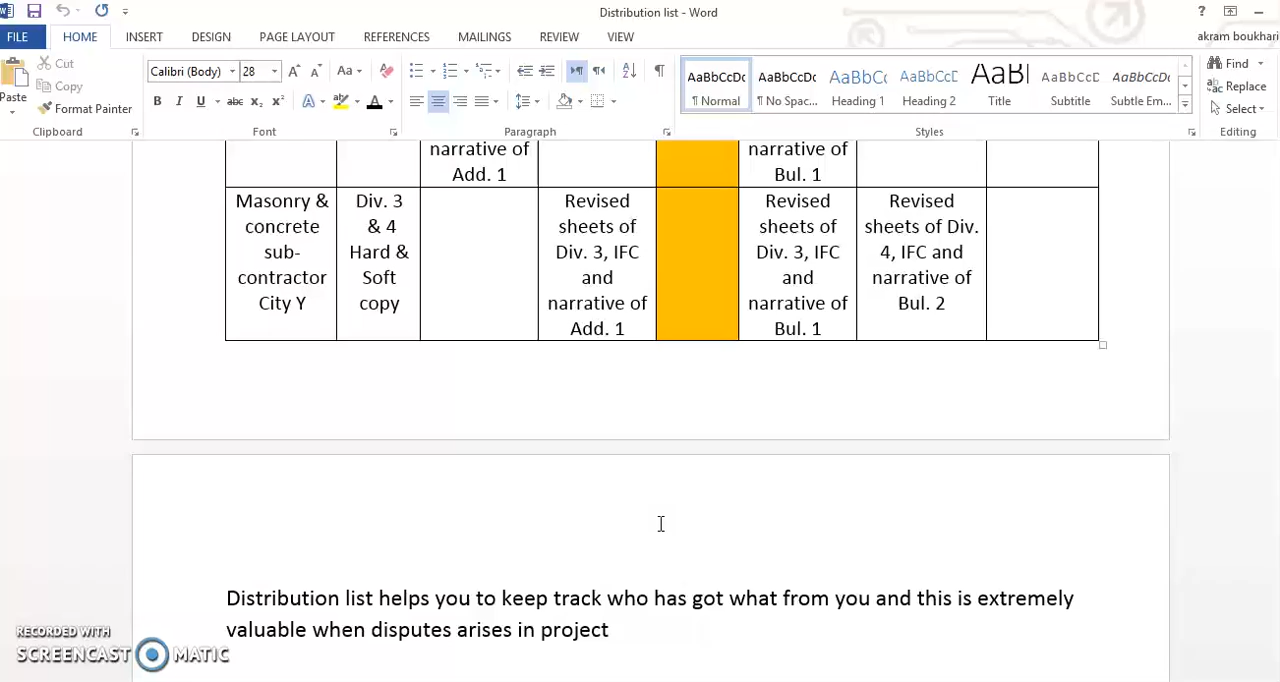 Distribution list - Word
?
FILE
HOME
INSERT
DESIGN
PAGE LAYOUT
REFERENCES
MAILINGS
REVIEW
VIEW
akram boukhari
Paste
Cut
Copy
Format Painter
Clipboard
Calibri (Body)
28
Font
Paragraph
AaBbCcDc
¶ Normal
AaBbCcDc
¶ No Spac...
AaBbCc
Heading 1
AaBbCcD
Heading 2
AaBl
Title
AaBbCcD
Subtitle
AaBbCcDc
Subtle Em...
Styles
Find
Replace
Select
Editing
narrative of
Add. 1
narrative of
Bul. 1
Masonry &
concrete
sub-
contractor
City Y
Div. 3
& 4
Hard &
Soft
copy
Revised
sheets of
Div. 3, IFC
and
narrative of
Add. 1
Revised
sheets of
Div. 3, IFC
and
narrative of
Bul. 1
Revised
sheets of Div.
4, IFC and
narrative of
Bul. 2
Distribution list helps you to keep track who has got what from you and this is extremely
valuable when disputes arises in project
RECORDED WITH
SCREENCAST MATIC